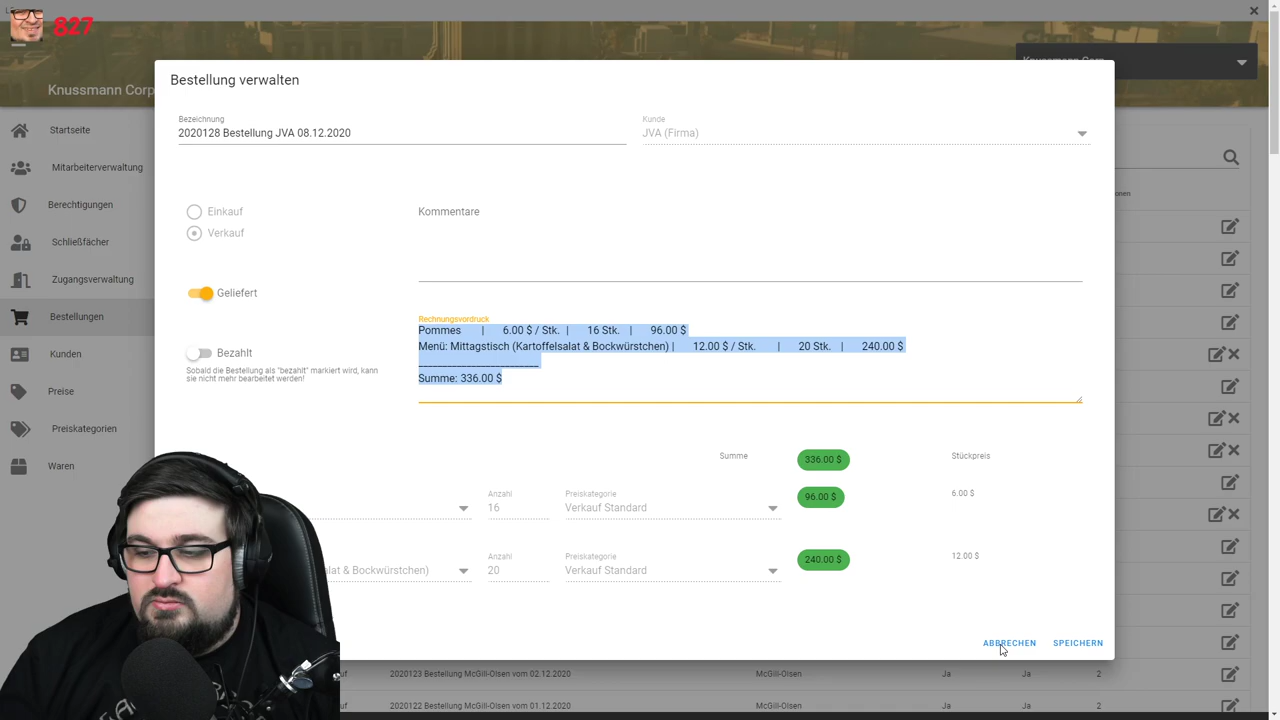 827
Knussmann Corp
Bestellung verwalten
Bezeichnung
2020128 Bestellung JVA 08.12.2020
Kunde
JVA (Firma)
Startseite
Mitarbeiterverwaltung
Berechtigungen
Schließfächer
Zugangsverwaltung
Bestellungen
Kunden
Preise
Preiskategorien
Waren
Einkauf
Verkauf
Geliefert
Bezahlt
Sobald die Bestellung als "bezahlt" markiert wird, kann
sie nicht mehr bearbeitet werden!
Kommentare
Rechnungsvordruck
Pommes | 6.00 $ / Stk. | 16 Stk. | 96.00 $
Menü: Mittagstisch (Kartoffelsalat & Bockwürstchen) | 12.00 $ / Stk. | 20 Stk. | 240.00 $
_________________________
Summe: 336.00 $
Summe 336.00 $ Stückpreis
Anzahl Preiskategorie
16 Verkauf Standard 96.00 $ 6.00 $
Anzahl Preiskategorie
& Bockwürstchen) 20 Verkauf Standard 240.00 $ 12.00 $
ABBRECHEN SPEICHERN
2020123 Bestellung McGill-Olsen vom 02.12.2020 McGill-Olsen Ja Ja 2
2020122 Bestellung McGill-Olsen vom 01.12.2020 McGill-Olsen Ja Ja 2